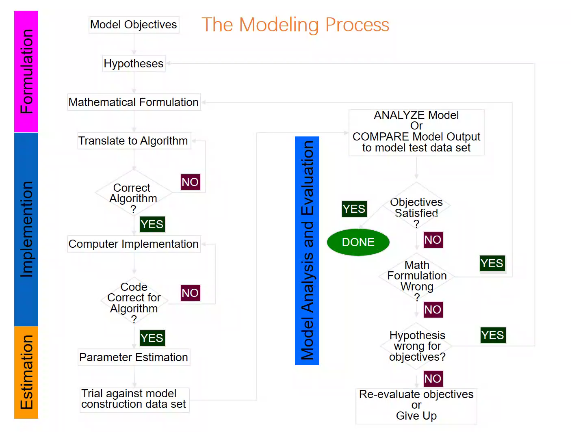 The Modeling Process
Formulation
Model Objectives
Hypotheses
Mathematical Formulation
Implemention
Translate to Algorithm
Correct
Algorithm
?
NO
YES
Computer Implementation
Code
Correct for
Algorithm
?
NO
YES
Estimation
Parameter Estimation
Trial against model
construction data set
Model Analysis and Evaluation
ANALYZE Model
Or
COMPARE Model Output
to model test data set
Objectives
Satisfied
?
YES
DONE
NO
Math
Formulation
Wrong
?
YES
NO
Hypothesis
wrong for
objectives?
YES
NO
Re-evaluate objectives
or
Give Up